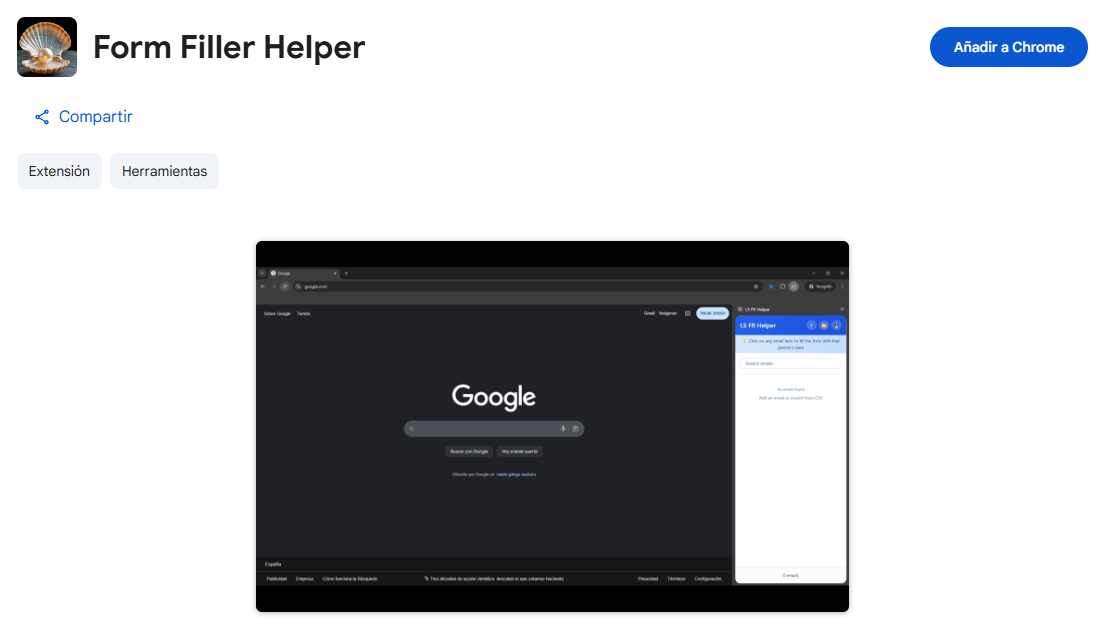 Form Filler Helper
Añadir a Chrome
Compartir
Extensión
Herramientas
Google
google.com
Incognito
Sobre Google Tienda
Gmail Imágenes
Iniciar sesión
LS FR Helper
LS FR Helper
Click on any email item to fill the form with that
person's data
Search emails...
No emails found
Add an email or import from CSV
Google
Buscar con Google
Voy a tener suerte
Ofrecido por Google en: català galego euskara
España
Publicidad Empresa Cómo funciona la Búsqueda
Tres décadas de acción climática: descubre lo que estamos haciendo
Privacidad Términos Configuración
0 emails